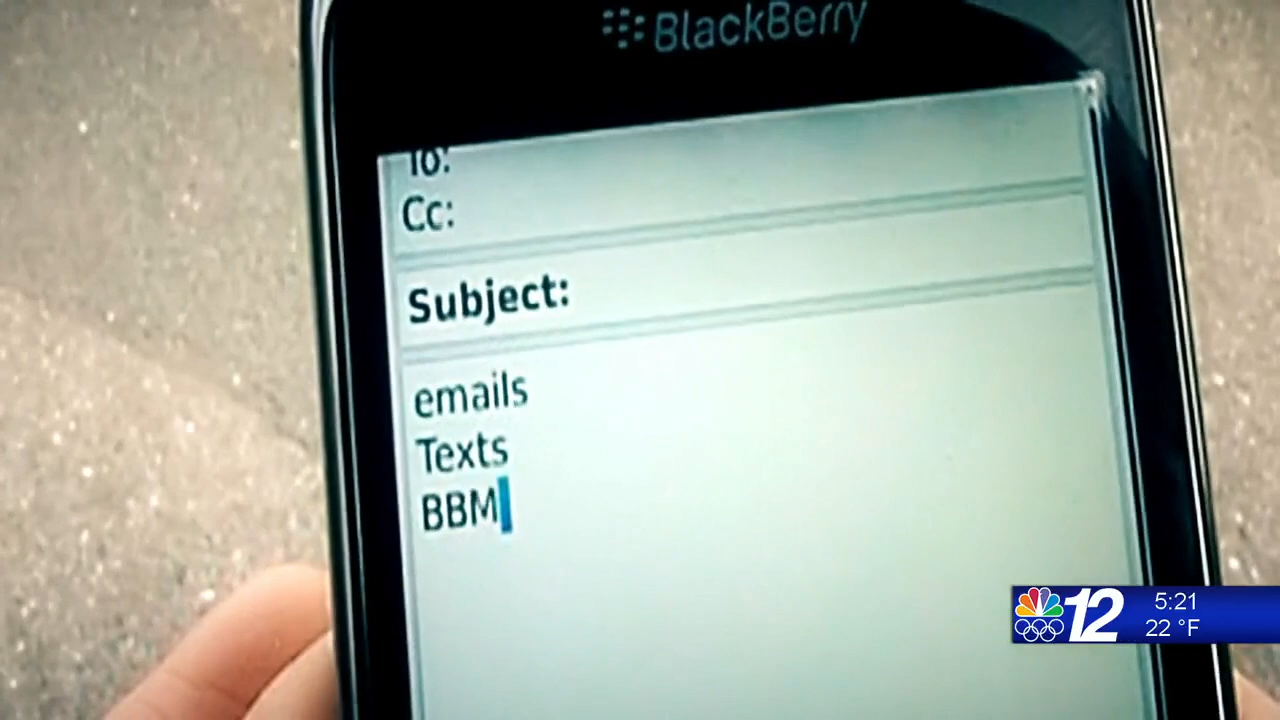 BlackBerry
To:
Cc:
Subject:
emails
Texts
BBM
12
5:21
22 °F